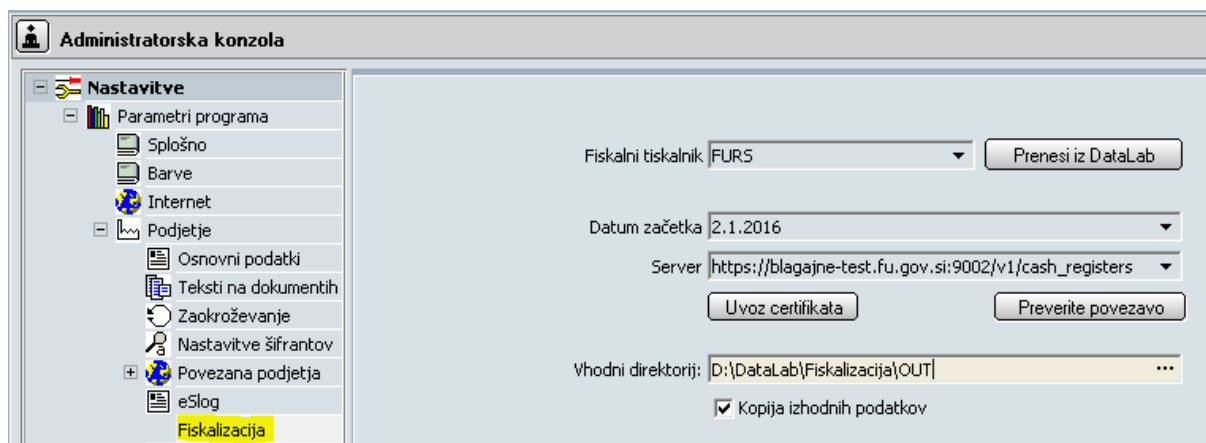 Administratorska konzola
Nastavitve
Parametri programa
Splošno
Barve
Internet
Podjetje
Osnovni podatki
Teksti na dokumentih
Zaokroževanje
Nastavitve šifrantov
Povezana podjetja
eSlog
Fiskalizacija
Fiskalni tiskalnik FURS Prenesi iz DataLab
Datum začetka 2.1.2016
Server https://blagajne-test.fu.gov.si:9002/v1/cash_registers
Uvoz certifikata Preverite povezavo
Vhodni direktorij: D:\DataLab\Fiskalizacija\OUT ...
Kopija izhodnih podatkov